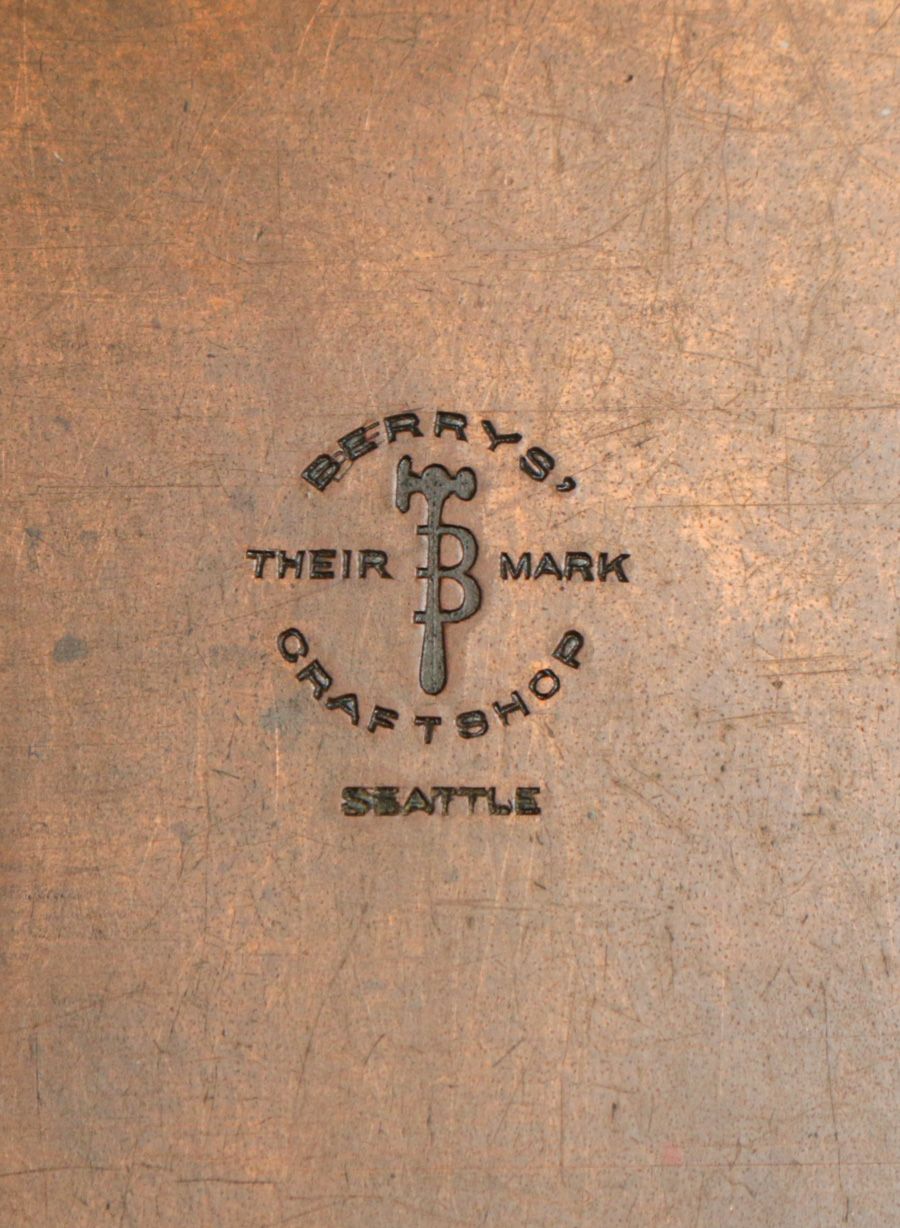 BERRYS,
B
THEIR MARK
CRAFTSHOP
SEATTLE